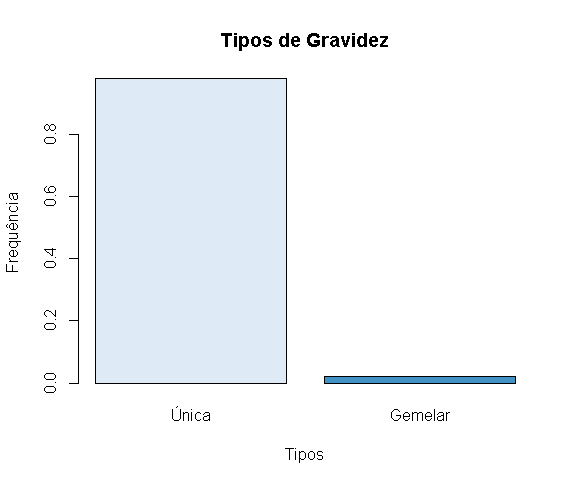 Tipos de Gravidez
Frequência
0.8
0.6
0.4
0.2
0.0
Única
Gemelar
Tipos